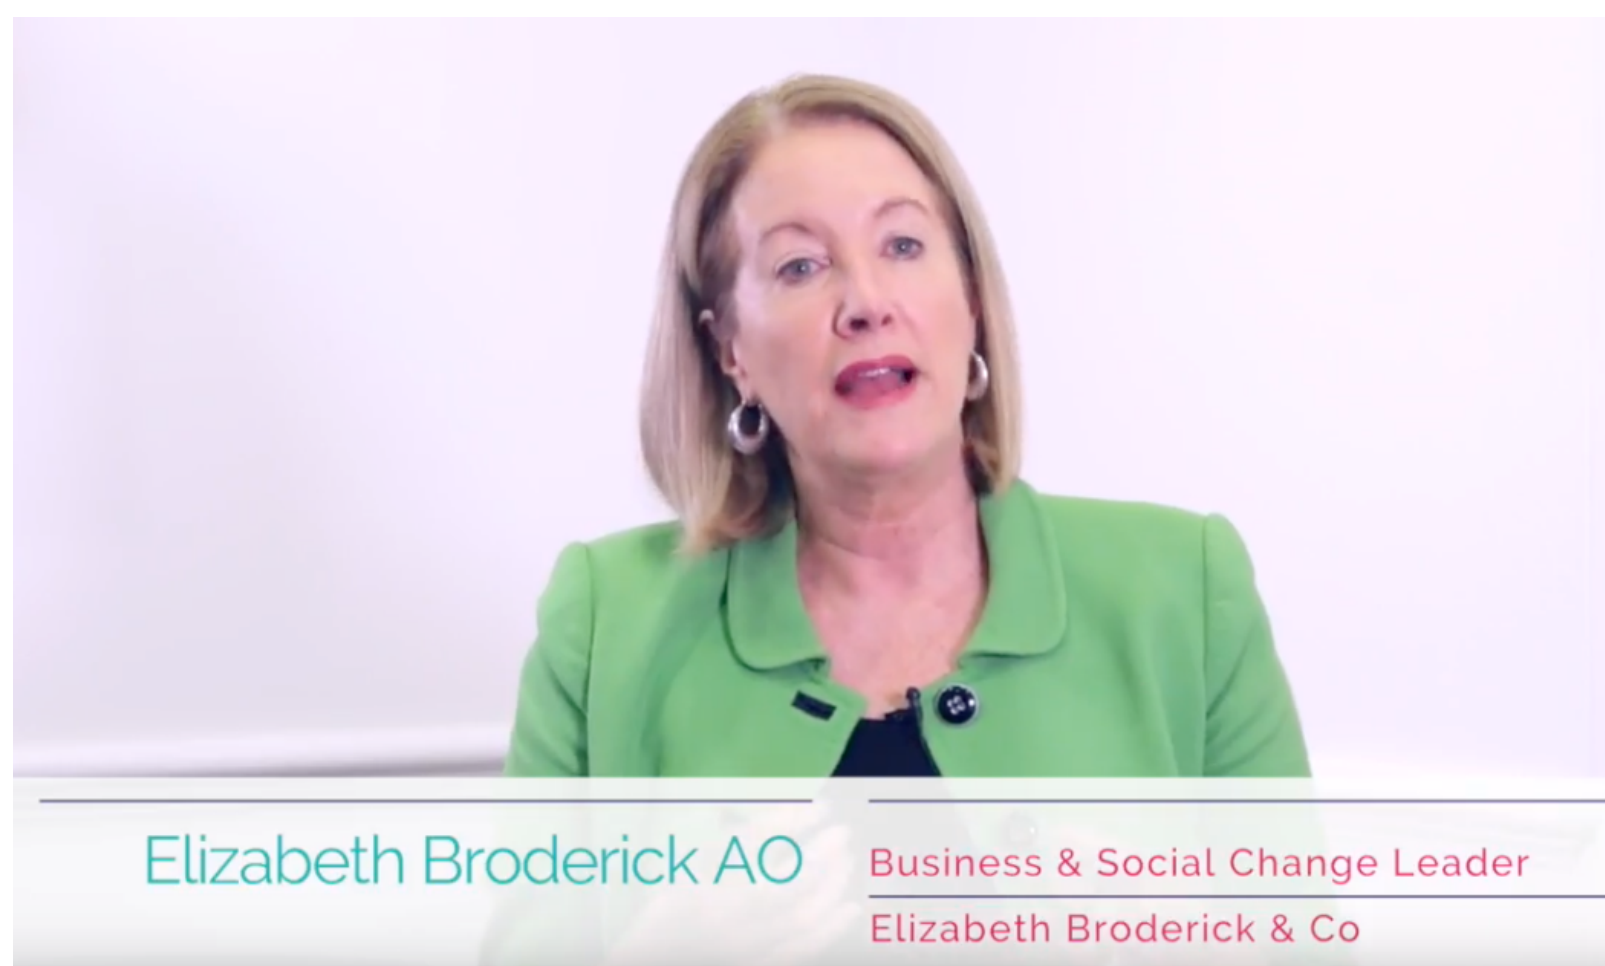 Elizabeth Broderick AO
Business & Social Change Leader
Elizabeth Broderick & Co